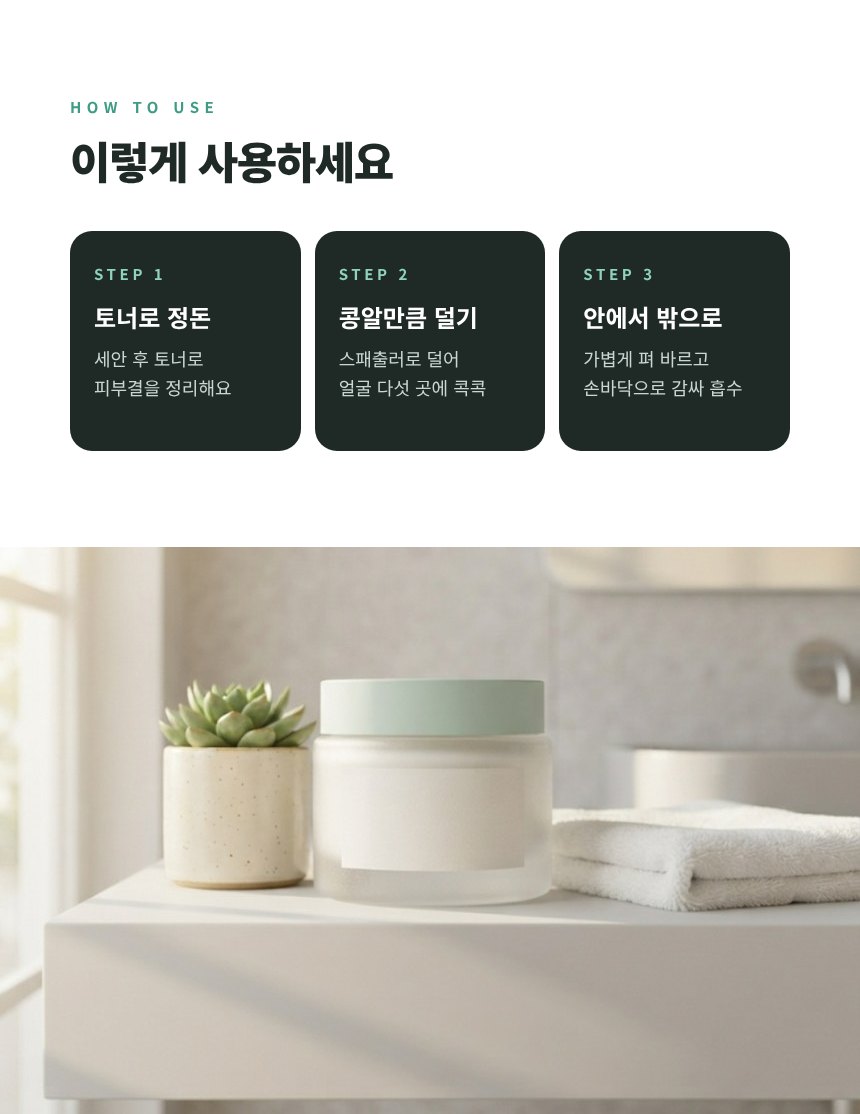 HOW TO USE
이렇게 사용하세요
STEP 1
토너로 정돈
세안 후 토너로
피부결을 정리해요
STEP 2
콩알만큼 덜기
스패출러로 덜어
얼굴 다섯 곳에 콕콕
STEP 3
안에서 밖으로
가볍게 펴 바르고
손바닥으로 감싸 흡수